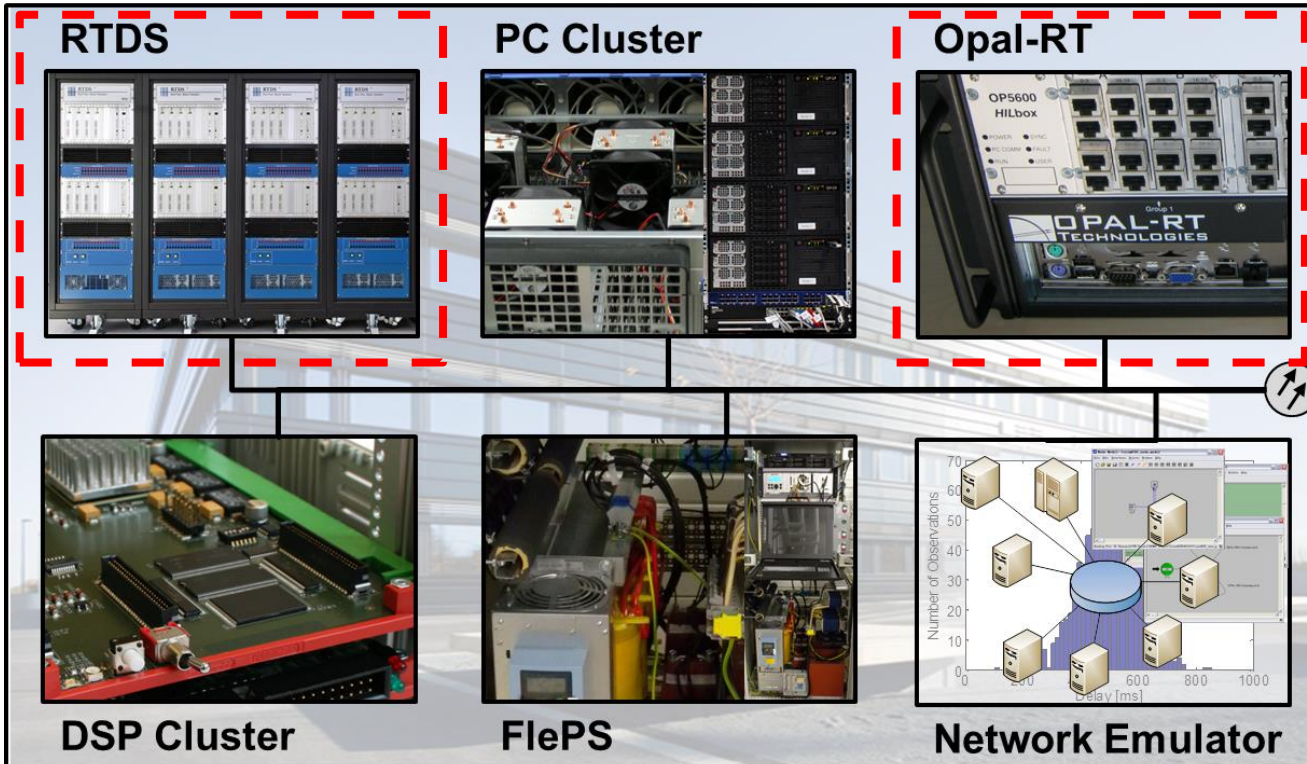 RTDS
PC Cluster
Opal-RT
OP5600
HILbox
POWER
SYNC
PC COMM
FAULT
RUN
USER
Group 1
OPAL-RT
TECHNOLOGIES
DSP Cluster
FlePS
Network Emulator
Number of Observations
70
60
50
40
30
20
10
0
0
200
600
800
1000
Delay [ms]